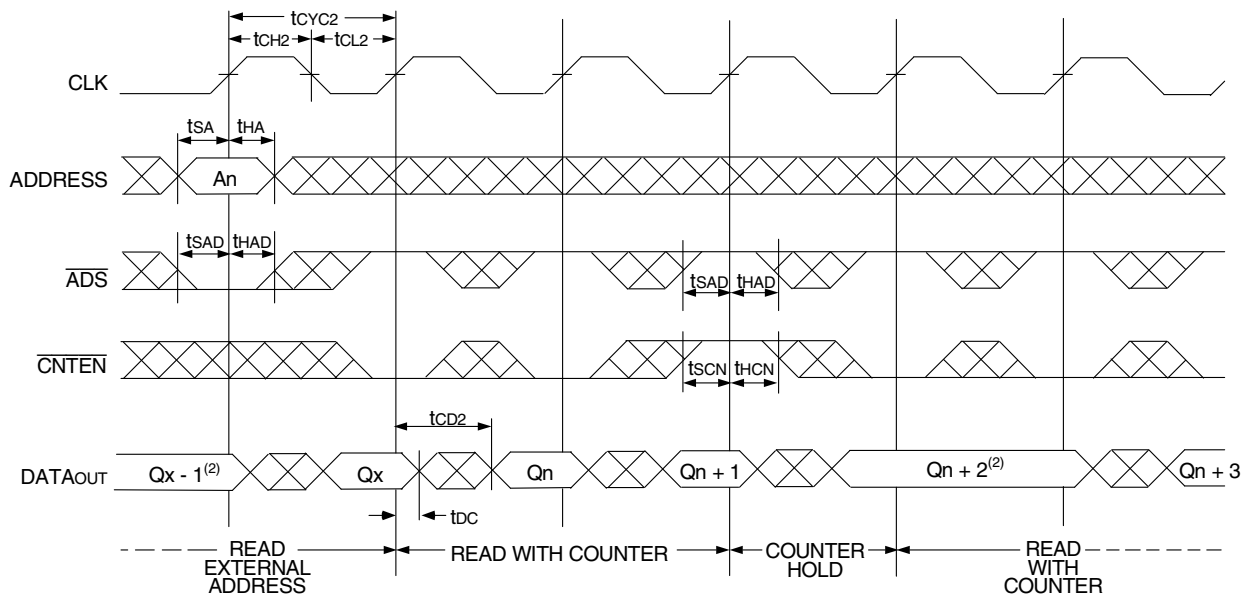 tCYC2
tCH2 tCL2
CLK
tSA tHA
ADDRESS An
tSAD tHAD
ADS
tSAD tHAD
CNTEN
tSCN tHCN
tCD2
DATAOUT Qx - 1(2) Qx Qn Qn + 1 Qn + 2(2) Qn + 3
tDC
READ
EXTERNAL
ADDRESS
READ WITH COUNTER
COUNTER
HOLD
READ
WITH
COUNTER